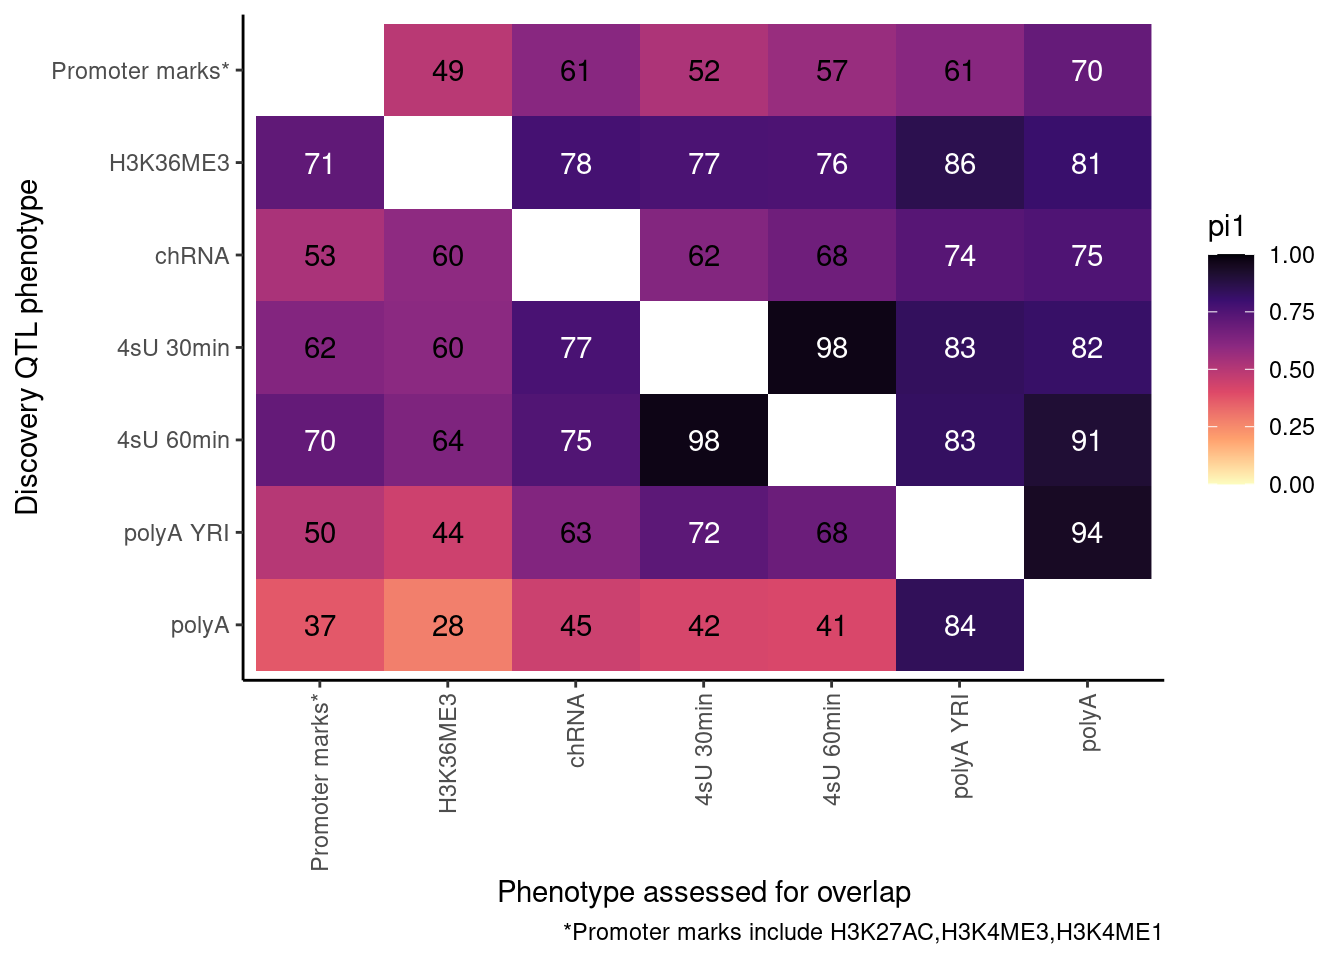 Promoter marks* 49 61 52 57 61 70
H3K36ME3 71 78 77 76 86 81
chRNA 53 60 62 68 74 75
4sU 30min 62 60 77 98 83 82
4sU 60min 70 64 75 98 83 91
polyA YRI 50 44 63 72 68 94
polyA 37 28 45 42 41 84
Discovery QTL phenotype
Promoter marks*
H3K36ME3
chRNA
4sU 30min
4sU 60min
polyA YRI
polyA
Phenotype assessed for overlap
*Promoter marks include H3K27AC,H3K4ME3,H3K4ME1
pi1
1.00
0.75
0.50
0.25
0.00